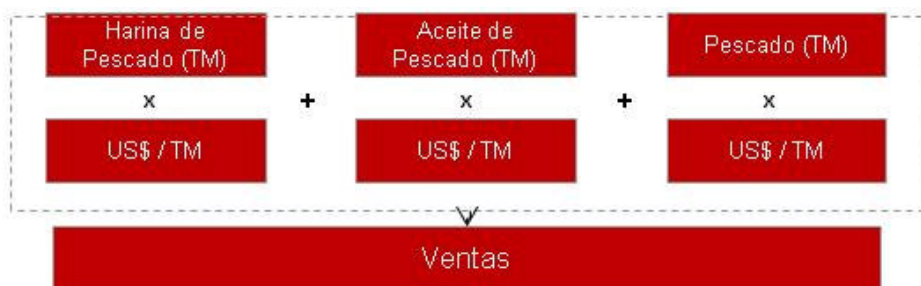 Harina de
Pescado (TM)
Aceite de
Pescado (TM)
Pescado (TM)
x
+
x
+
x
US$ / TM
US$ / TM
US$ / TM
Ventas